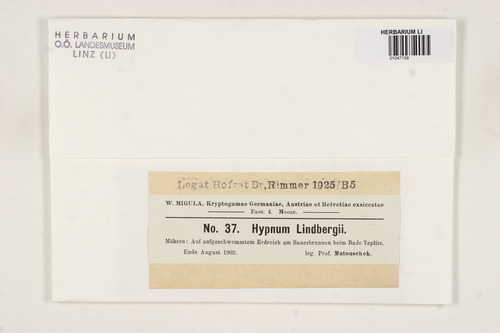 HERBARIUM
O.Ö. LANDESMUSEUM
LINZ (LI)
HERBARIUM LI
01047158
Legat Hofrat Dr. Rimmer 1925/B5
W. MIGULA, Kryptogamae Germaniae, Austriae et Helvetiae exsiccatae
Fasc. 4. Moose.
No. 37. Hypnum Lindbergii.
Mähren: Auf aufgeschwemmtem Erdreich am Sauerbrunnen beim Bade Teplitz.
Ende August 1902. leg. Prof. Matouschek.